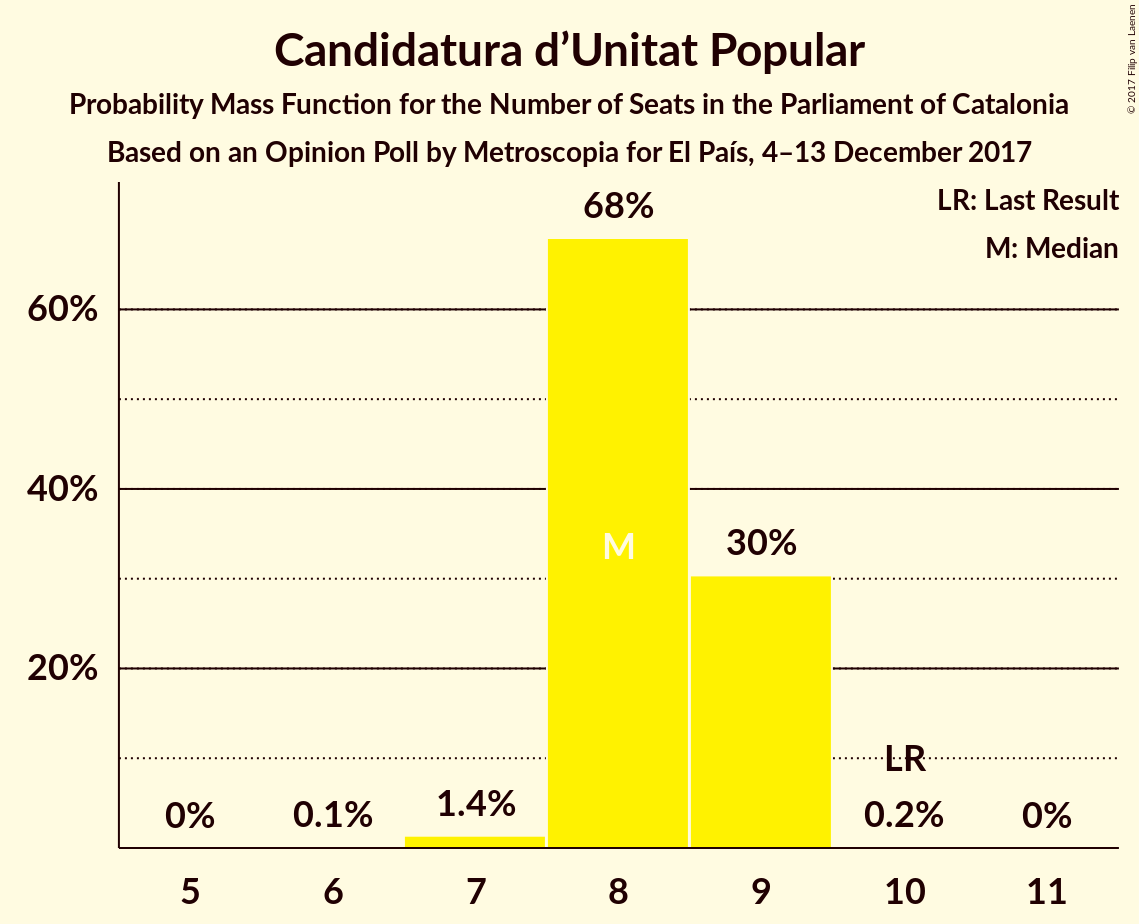 Candidatura d’Unitat Popular
Probability Mass Function for the Number of Seats in the Parliament of Catalonia
Based on an Opinion Poll by Metroscopia for El País, 4–13 December 2017
© 2017 Filip van Laenen
LR: Last Result
M: Median
68%
60%
40%
M
30%
20%
LR
0%
0.1%
1.4%
0.2%
0%
5 6 7 8 9 10 11